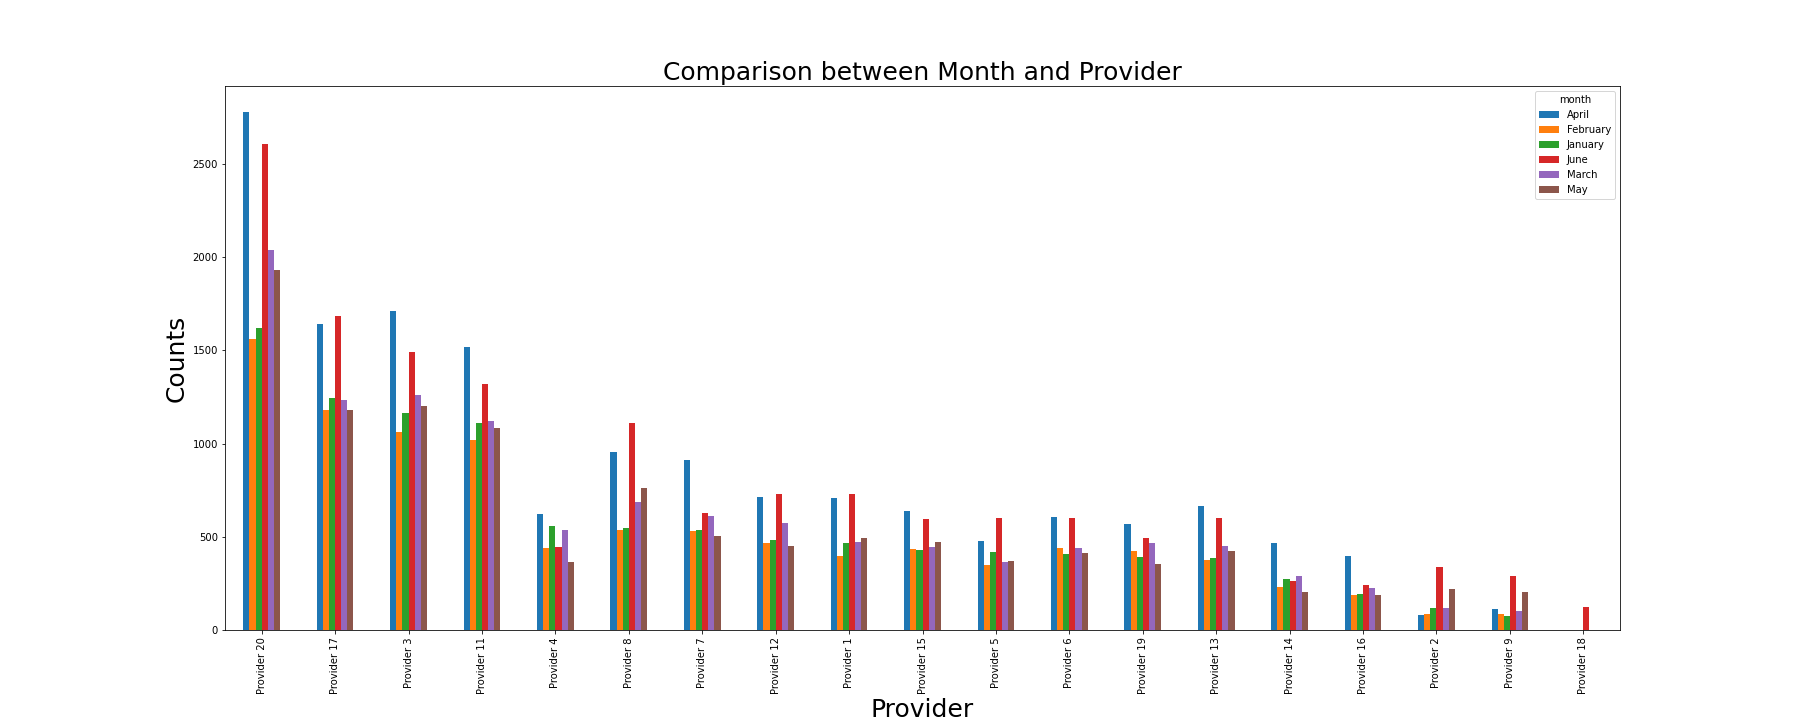 Comparison between Month and Provider
month
April
February
January
June
March
May
Counts
2500
2000
1500
1000
500
0
Provider 20
Provider 17
Provider 3
Provider 11
Provider 4
Provider 8
Provider 7
Provider 12
Provider 1
Provider 15
Provider 5
Provider 6
Provider 19
Provider 13
Provider 14
Provider 16
Provider 2
Provider 9
Provider 18
Provider